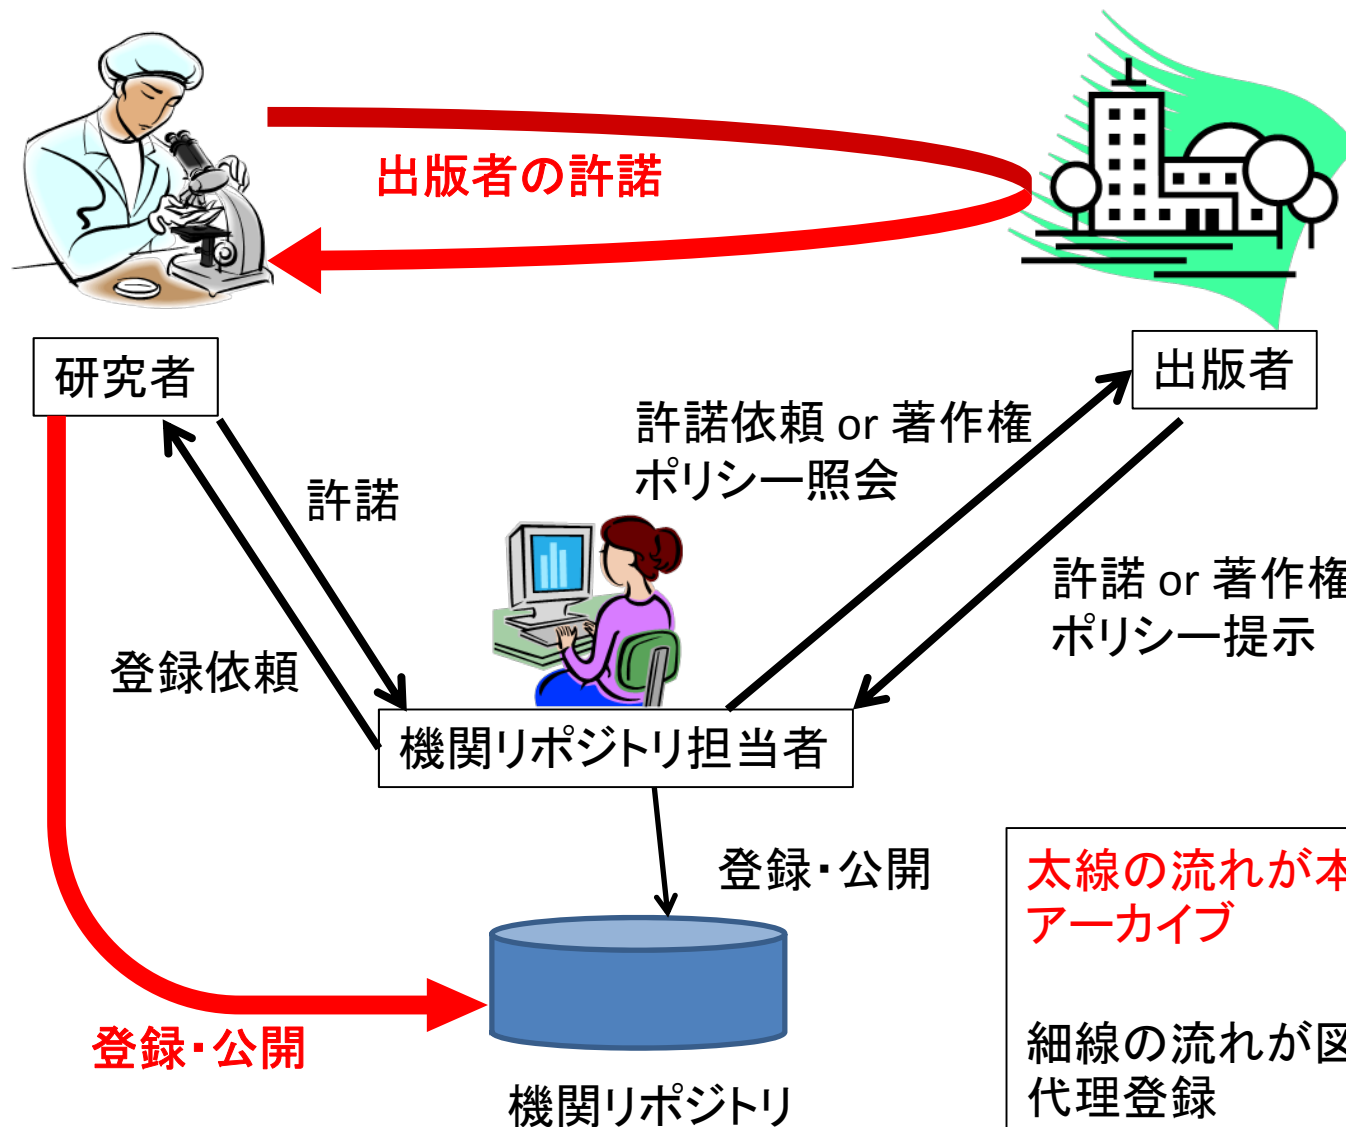 出版者の許諾
研究者
出版者
許諾依頼 or 著作権
ポリシー照会
許諾
許諾 or 著作権
ポリシー提示
登録依頼
機関リポジトリ担当者
登録・公開
太線の流れが本
アーカイブ
登録・公開
細線の流れが図
代理登録
機関リポジトリ